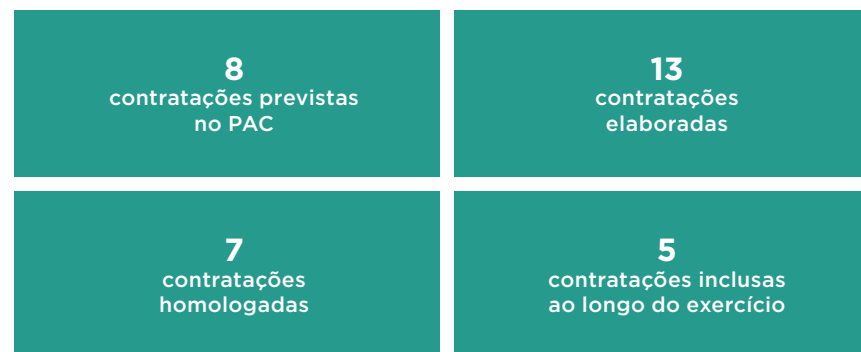 8
contratações previstas
no PAC
13
contratações
elaboradas
7
contratações
homologadas
5
contratações inclusas
ao longo do exercício